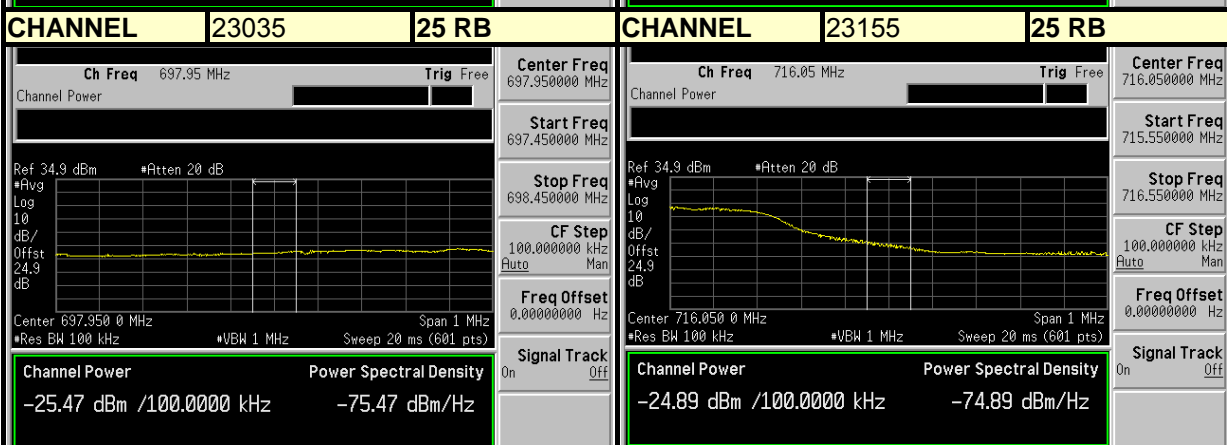 CHANNEL 23035 25 RB
Ch Freq 697.95 MHz Trig Free
Channel Power
Ref 34.9 dBm #Atten 20 dB
#Avg
Log
10
dB/
Offst
24.9
dB
Center 697.950 0 MHz Span 1 MHz
#Res BW 100 kHz #VBW 1 MHz Sweep 20 ms (601 pts)
Channel Power Power Spectral Density
-25.47 dBm /100.0000 kHz -75.47 dBm/Hz
Center Freq
697.950000 MHz
Start Freq
697.450000 MHz
Stop Freq
698.450000 MHz
CF Step
100.000000 kHz
Auto Man
Freq Offset
0.00000000 Hz
Signal Track
On Off
CHANNEL 23155 25 RB
Ch Freq 716.05 MHz Trig Free
Channel Power
Ref 34.9 dBm #Atten 20 dB
#Avg
Log
10
dB/
Offst
24.9
dB
Center 716.050 0 MHz Span 1 MHz
#Res BW 100 kHz #VBW 1 MHz Sweep 20 ms (601 pts)
Channel Power Power Spectral Density
-24.89 dBm /100.0000 kHz -74.89 dBm/Hz
Center Freq
716.050000 MHz
Start Freq
715.550000 MHz
Stop Freq
716.550000 MHz
CF Step
100.000000 kHz
Auto Man
Freq Offset
0.00000000 Hz
Signal Track
On Off